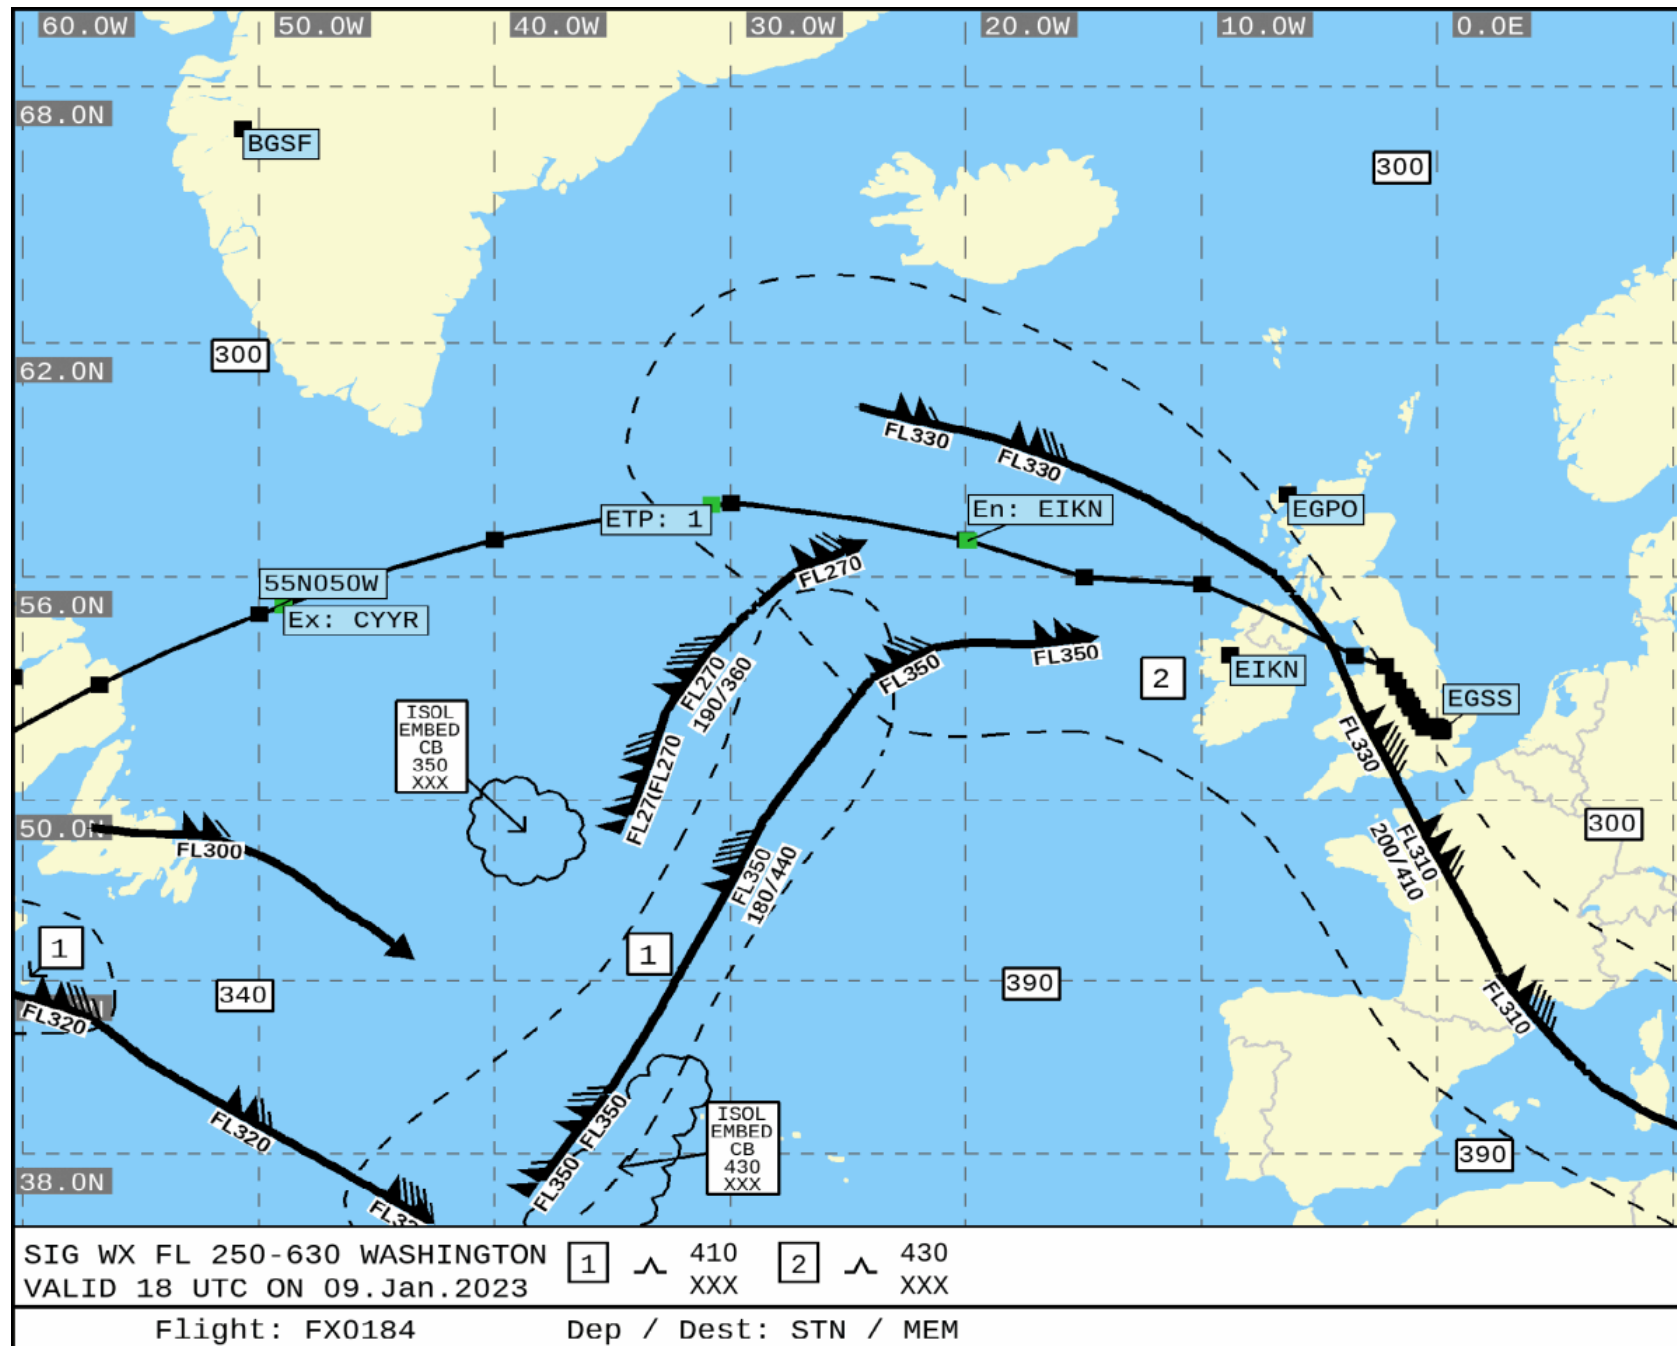 60.0W
50.0W
40.0W
30.0W
20.0W
10.0W
0.0E
68.0N
BGSF
300
300
62.0N
FL330
FL330
ETP: 1
En: EIKN
EGPO
FL270
55N050W
56.0N
Ex: CYYR
FL350
FL350
2
EIKN
EGSS
FL270
190/360
ISOL
EMBED
CB
350
XXX
FL330
FL270
50.0N
300
FL300
FL310
200/410
FL350
180/440
1
1
340
390
FL320
FL310
FL320
FL350
ISOL
EMBED
CB
430
XXX
390
38.0N
FL350
SIG WX FL 250-630 WASHINGTON
VALID 18 UTC ON 09.Jan.2023
1
410
XXX
2
430
XXX
Flight: FX0184
Dep / Dest: STN / MEM